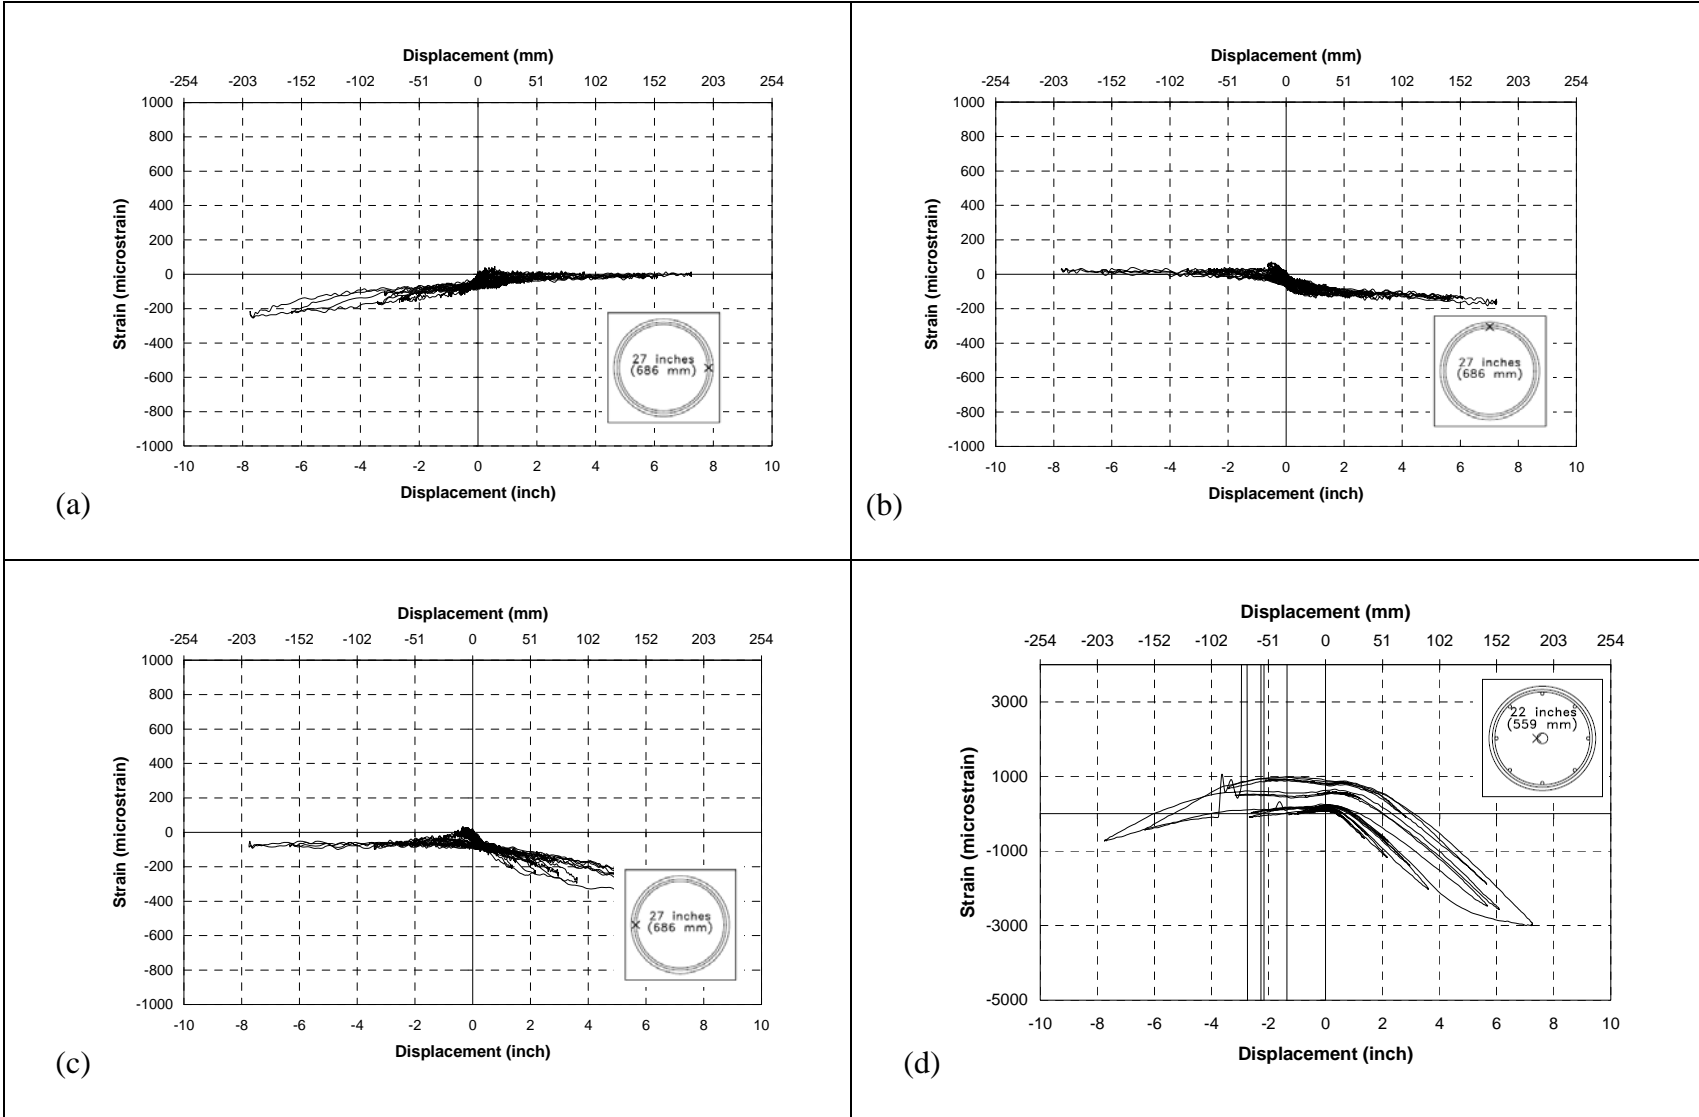 Displacement (mm)
-254 -203 -152 -102 -51 0 51 102 152 203 254
1000
800
600
400
200
0
-200
-400
-600
-800
-1000
Strain (microstrain)
27 inches
(686 mm)
-10 -8 -6 -4 -2 0 2 4 6 8 10
Displacement (inch)
(a)
Displacement (mm)
-254 -203 -152 -102 -51 0 51 102 152 203 254
1000
800
600
400
200
0
-200
-400
-600
-800
-1000
Strain (microstrain)
27 inches
(686 mm)
-10 -8 -6 -4 -2 0 2 4 6 8 10
Displacement (inch)
(b)
Displacement (mm)
-254 -203 -152 -102 -51 0 51 102 152 203 254
1000
800
600
400
200
0
-200
-400
-600
-800
-1000
Strain (microstrain)
27 inches
(686 mm)
-10 -8 -6 -4 -2 0 2 4 6 8 10
Displacement (inch)
(c)
Displacement (mm)
-254 -203 -152 -102 -51 0 51 102 152 203 254
3000
1000
-1000
-3000
-5000
Strain (microstrain)
22 inches
(559 mm)
-10 -8 -6 -4 -2 0 2 4 6 8 10
Displacement (inch)
(d)